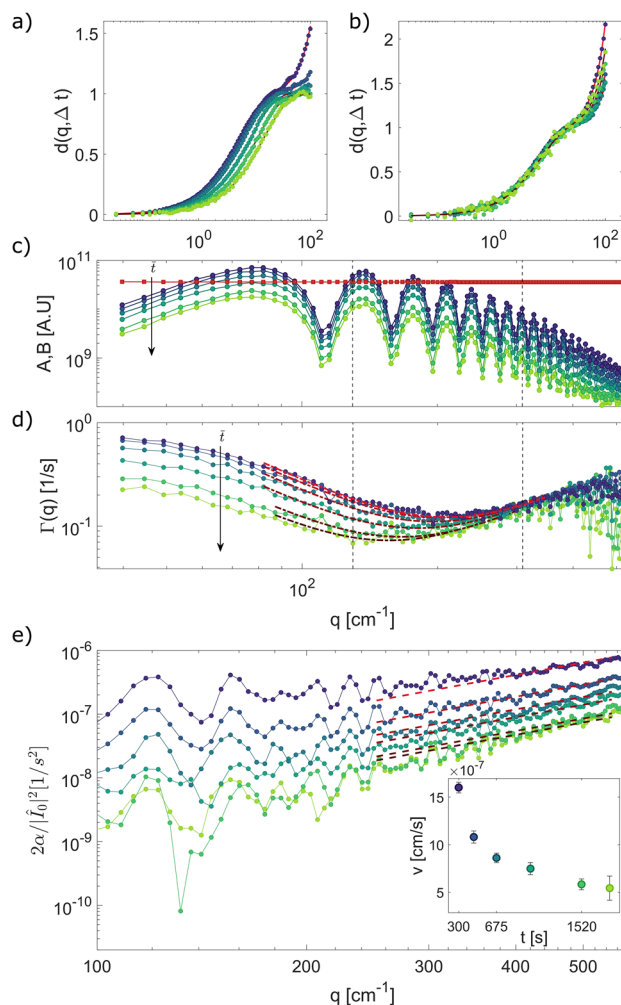 a)
b)
1.5
1
0.5
0
d(q,Δ t)
10⁰
10²
2
1.5
1
0.5
0
d(q,Δ t)
10⁰
10²
c)
10¹¹
10⁹
A,B [A.U]
t̄
d)
10⁰
10⁻¹
Γ(q) [1/s]
t̄
10²
q [cm⁻¹]
e)
10⁻⁶
10⁻⁷
10⁻⁸
10⁻⁹
10⁻¹⁰
2α/|Î₀|² [1/s²]
100
200
300
400
500
q [cm⁻¹]
×10⁻⁷
15
10
5
v [cm/s]
300
675
1520
t [s]